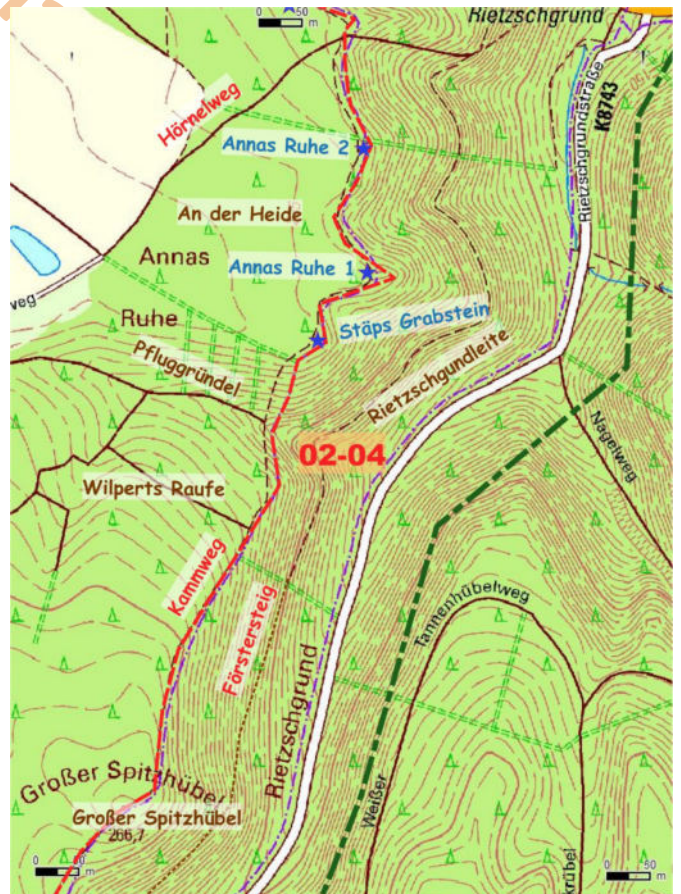 50 m
Rietzschgrund
K8743
Rietzschgrundstraße
Hörnelweg
Annas Ruhe 2
An der Heide
Annas
Annas Ruhe 1
weg
Ruhe
Stäps Grabstein
Pfluggründel
Rietzschgundleite
02-04
Nagelweg
Wilperts Raufe
Kammweg
Förstersteig
Tannenhübelweg
Rietzschgrund
Großer Spitzhübel
Großer Spitzhübel
266,7
Weißer
hübel
0 50 m
0 50 m